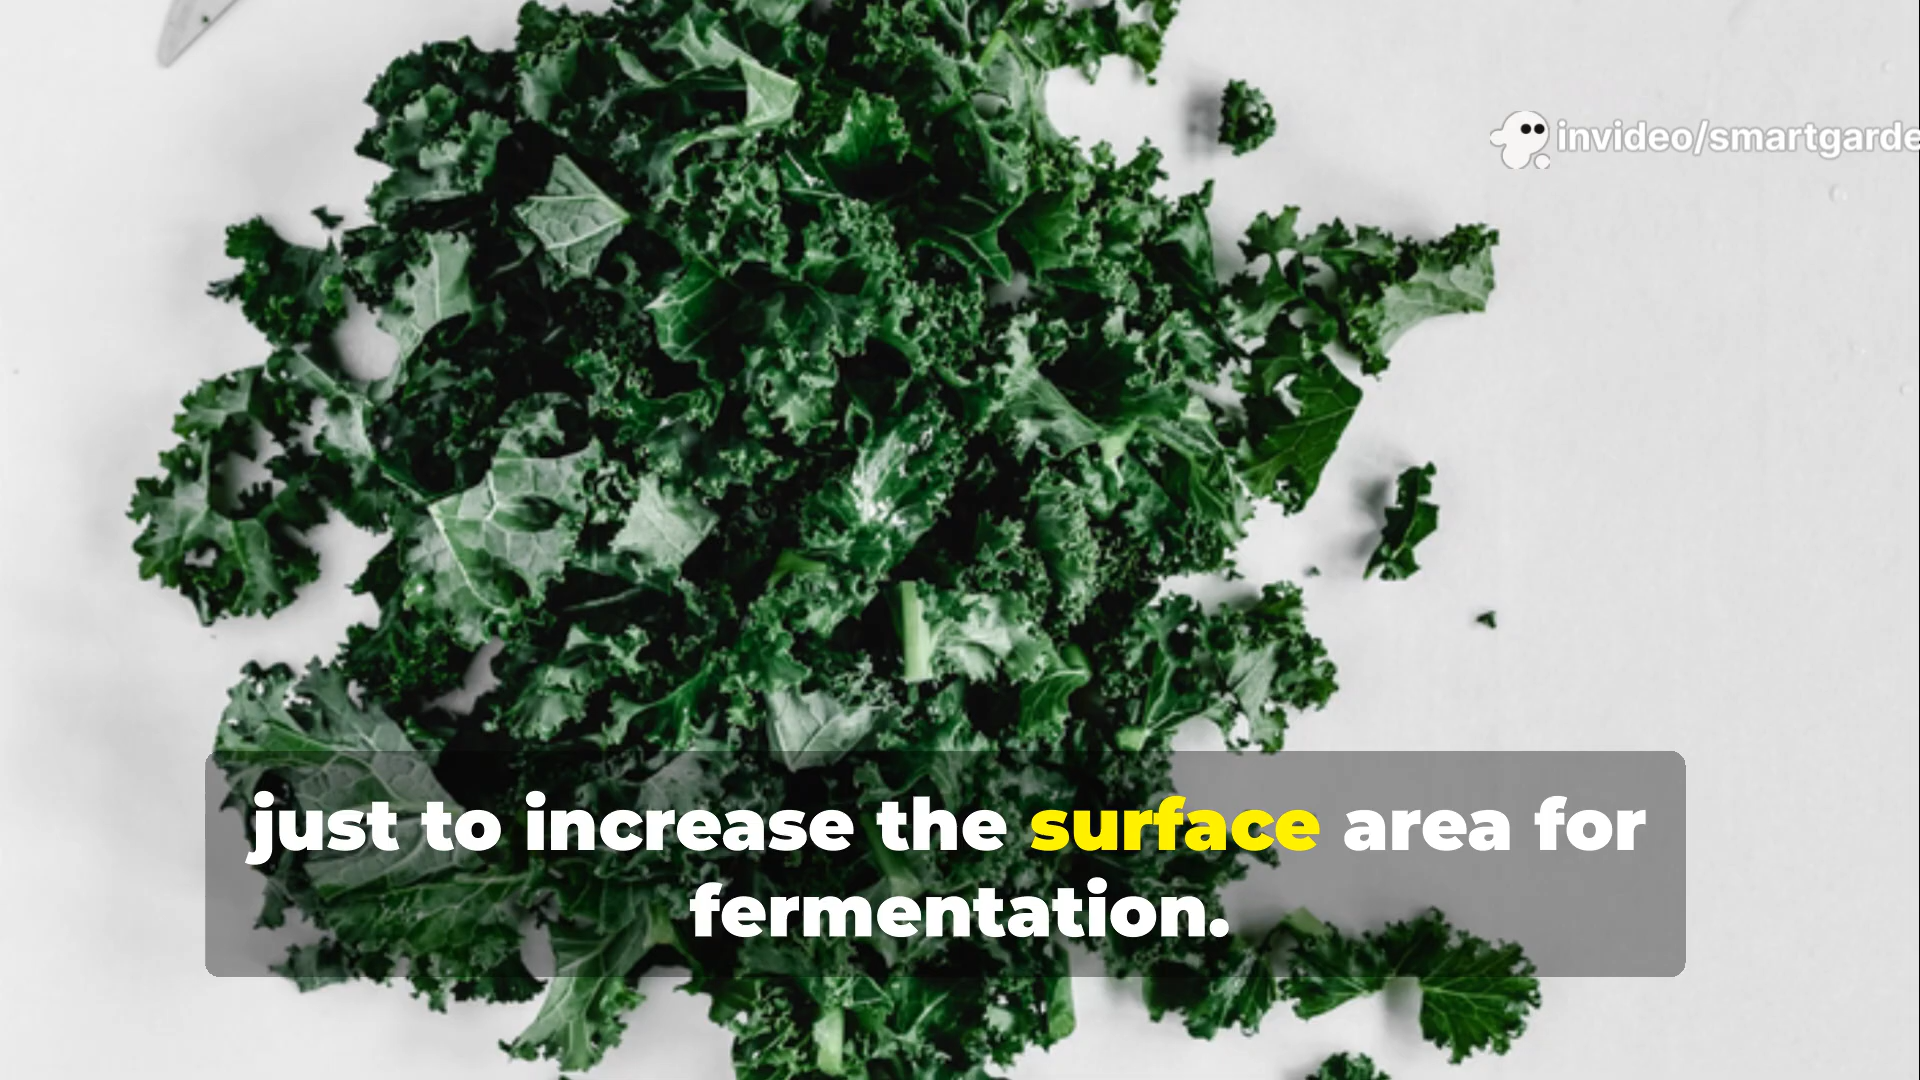 invideo/smartgarde
just to increase the surface area for
fermentation.